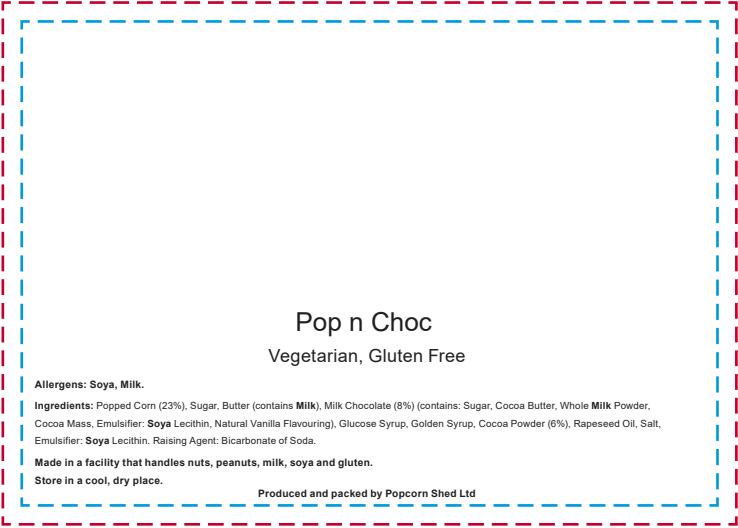 Pop n Choc
Vegetarian, Gluten Free
Allergens: Soya, Milk.
Ingredients: Popped Corn (23%), Sugar, Butter (contains Milk), Milk Chocolate (8%) (contains: Sugar, Cocoa Butter, Whole Milk Powder,
Cocoa Mass, Emulsifier: Soya Lecithin, Natural Vanilla Flavouring), Glucose Syrup, Golden Syrup, Cocoa Powder (6%), Rapeseed Oil, Salt,
Emulsifier: Soya Lecithin. Raising Agent: Bicarbonate of Soda.
Made in a facility that handles nuts, peanuts, milk, soya and gluten.
Store in a cool, dry place.
Produced and packed by Popcorn Shed Ltd